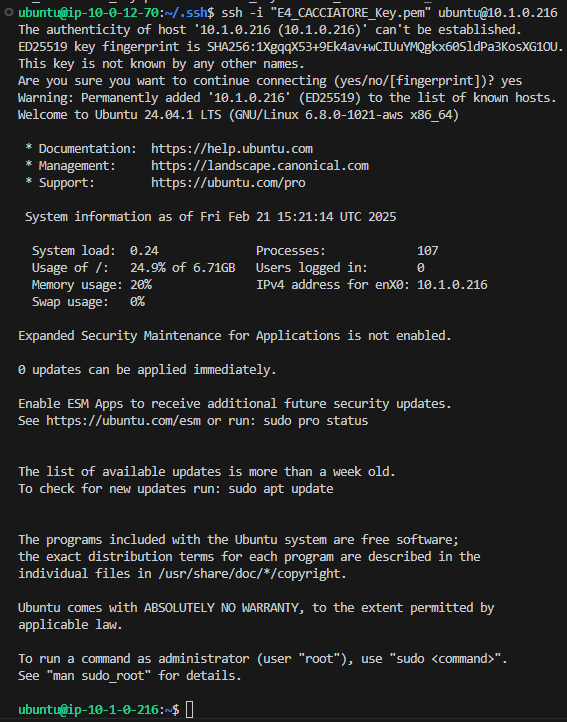 ubuntu@ip-10-0-12-70:~/.ssh$ ssh -i "E4_CACCIATORE_Key.pem" ubuntu@10.1.0.216
The authenticity of host '10.1.0.216 (10.1.0.216)' can't be established.
ED25519 key fingerprint is SHA256:1XgqqX53+9Ek4av+wCIUuYMQgkx60SldPa3KosXG1OU.
This key is not known by any other names.
Are you sure you want to continue connecting (yes/no/[fingerprint])? yes
Warning: Permanently added '10.1.0.216' (ED25519) to the list of known hosts.
Welcome to Ubuntu 24.04.1 LTS (GNU/Linux 6.8.0-1021-aws x86_64)
* Documentation:  https://help.ubuntu.com
* Management:     https://landscape.canonical.com
* Support:        https://ubuntu.com/pro
System information as of Fri Feb 21 15:21:14 UTC 2025
System load:  0.24              Processes:             107
Usage of /:   24.9% of 6.71GB   Users logged in:       0
Memory usage: 20%               IPv4 address for enX0: 10.1.0.216
Swap usage:   0%
Expanded Security Maintenance for Applications is not enabled.
0 updates can be applied immediately.
Enable ESM Apps to receive additional future security updates.
See https://ubuntu.com/esm or run: sudo pro status
The list of available updates is more than a week old.
To check for new updates run: sudo apt update
The programs included with the Ubuntu system are free software;
the exact distribution terms for each program are described in the
individual files in /usr/share/doc/*/copyright.
Ubuntu comes with ABSOLUTELY NO WARRANTY, to the extent permitted by
applicable law.
To run a command as administrator (user "root"), use "sudo <command>".
See "man sudo_root" for details.
ubuntu@ip-10-1-0-216:~$